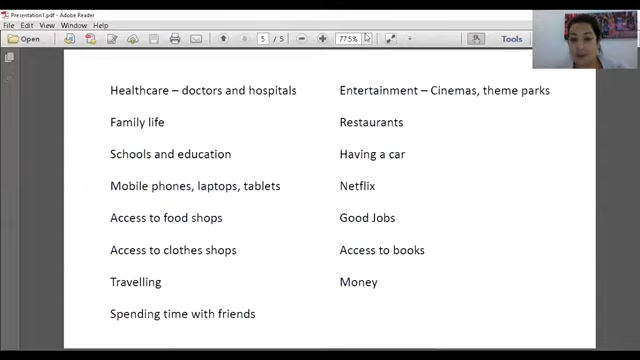 Presentation1.pdf - Adobe Reader
File Edit View Window Help
Open 5 / 5 77.5% Tools
Healthcare – doctors and hospitals
Entertainment – Cinemas, theme parks
Family life
Restaurants
Schools and education
Having a car
Mobile phones, laptops, tablets
Netflix
Access to food shops
Good Jobs
Access to clothes shops
Access to books
Travelling
Money
Spending time with friends